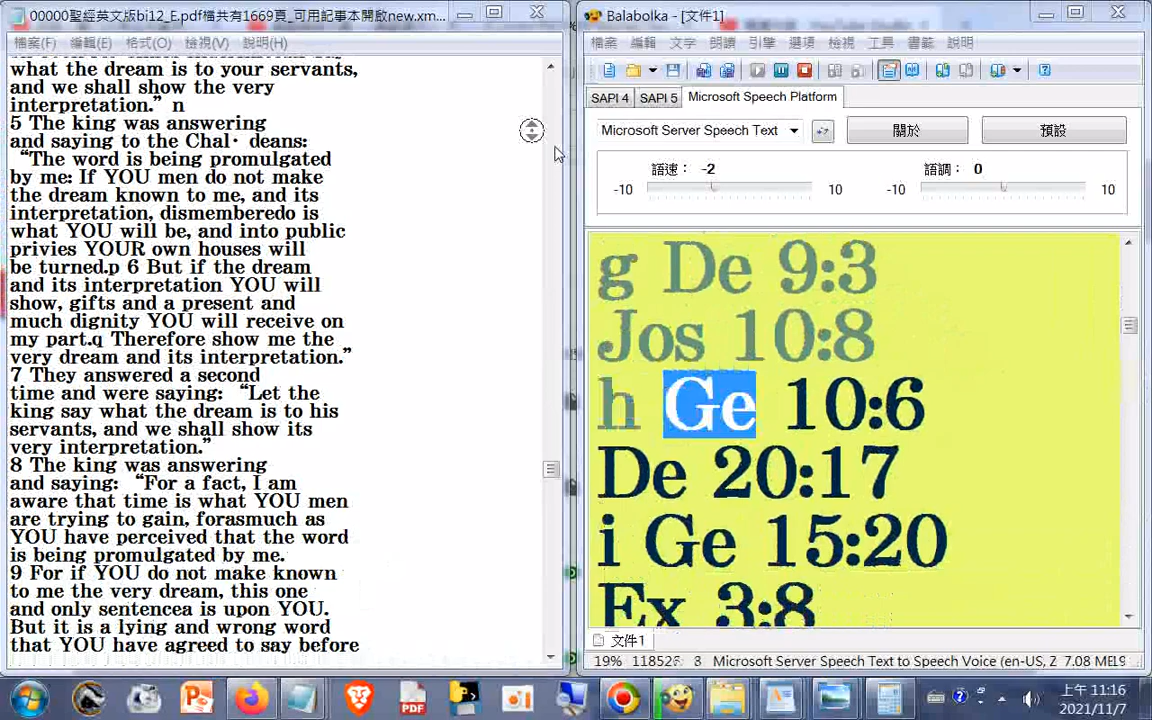 00000聖經英文版bi12_E.pdf檔共有1669頁_可用記事本開啟new.xm...
檔案(F) 編輯(E) 格式(O) 檢視(V) 說明(H)
what the dream is to your servants,
and we shall show the very
interpretation.” n
5 The king was answering
and saying to the Chal· deans:
“The word is being promulgated
by me: If YOU men do not make
the dream known to me, and its
interpretation, dismemberedo is
what YOU will be, and into public
privies YOUR own houses will
be turned.p 6 But if the dream
and its interpretation YOU will
show, gifts and a present and
much dignity YOU will receive on
my part.q Therefore show me the
very dream and its interpretation.”
7 They answered a second
time and were saying: “Let the
king say what the dream is to his
servants, and we shall show its
very interpretation.”
8 The king was answering
and saying: “For a fact, I am
aware that time is what YOU men
are trying to gain, forasmuch as
YOU have perceived that the word
is being promulgated by me.
9 For if YOU do not make known
to me the very dream, this one
and only sentencea is upon YOU.
But it is a lying and wrong word
that YOU have agreed to say before
Balabolka - [文件1]
檔案 編輯 文字 朗讀 引擎 選項 檢視 工具 書籤 說明
SAPI 4 SAPI 5 Microsoft Speech Platform
Microsoft Server Speech Text 關於 預設
語速： -2 語調： 0
-10 10 -10 10
g De 9:3
Jos 10:8
h Ge 10:6
De 20:17
i Ge 15:20
Ex 3:8
文件1
19% 3 Microsoft Server Speech Text to Speech Voice (en-US, 7.08
PDF
上午 11:16
2021/11/7